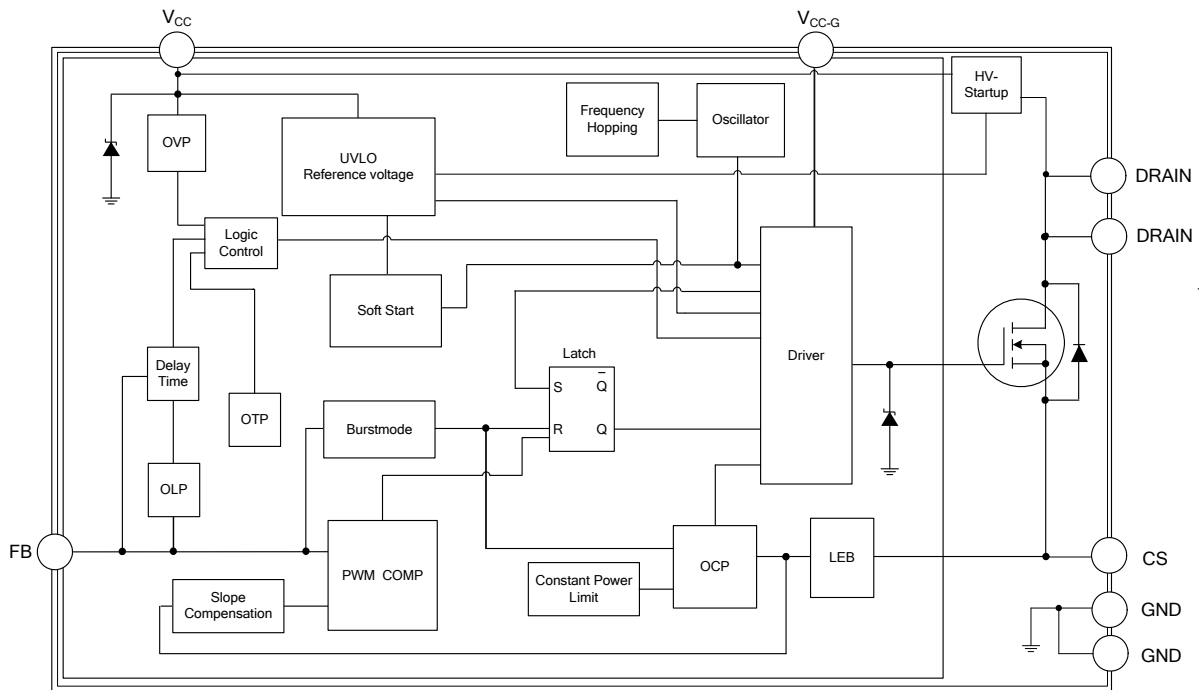 VCC
VCC-G
HV-
Startup
Frequency
Hopping
Oscillator
OVP
UVLO
Reference voltage
DRAIN
DRAIN
Logic
Control
Soft Start
Latch
Driver
Delay
Time
S
Q
OTP
Burstmode
R
Q
OLP
FB
PWM COMP
OCP
LEB
CS
Constant Power
Limit
Slope
Compensation
GND
GND